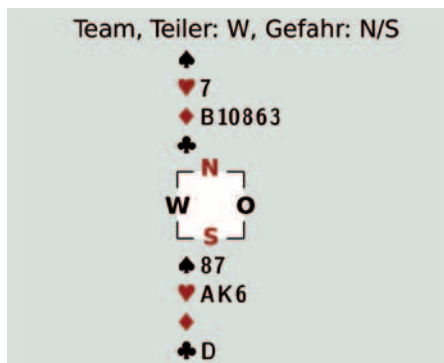 Team, Teiler: W, Gefahr: N/S
♠
♥ 7
♦ B10863
♣
N
W O
S
♠ 87
♥ AK6
♦
♣ D